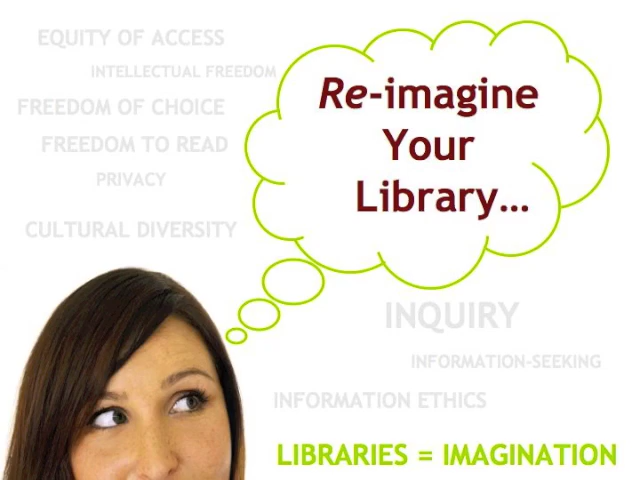 EQUITY OF ACCESS
INTELLECTUAL FREEDOM
FREEDOM OF CHOICE
FREEDOM TO READ
PRIVACY
CULTURAL DIVERSITY
Re-imagine
Your
Library...
INQUIRY
INFORMATION-SEEKING
INFORMATION ETHICS
LIBRARIES = IMAGINATION